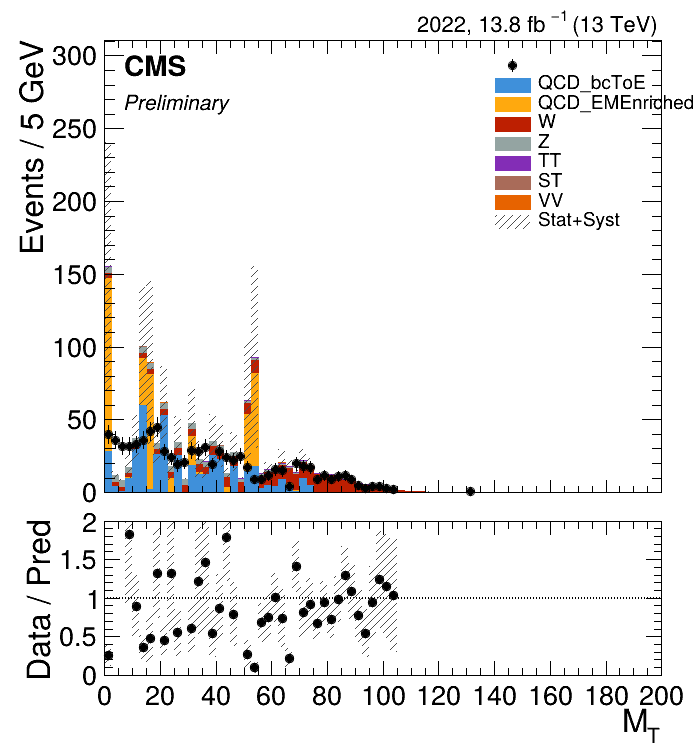 2022, 13.8 fb⁻¹ (13 TeV)
Events / 5 GeV
300
250
200
150
100
50
0
CMS
Preliminary
QCD_bcToE
QCD_EMEnriched
W
Z
TT
ST
VV
Stat+Syst
Data / Pred
2
1.5
1
0.5
0
0 20 40 60 80 100 120 140 160 180 200
M_T